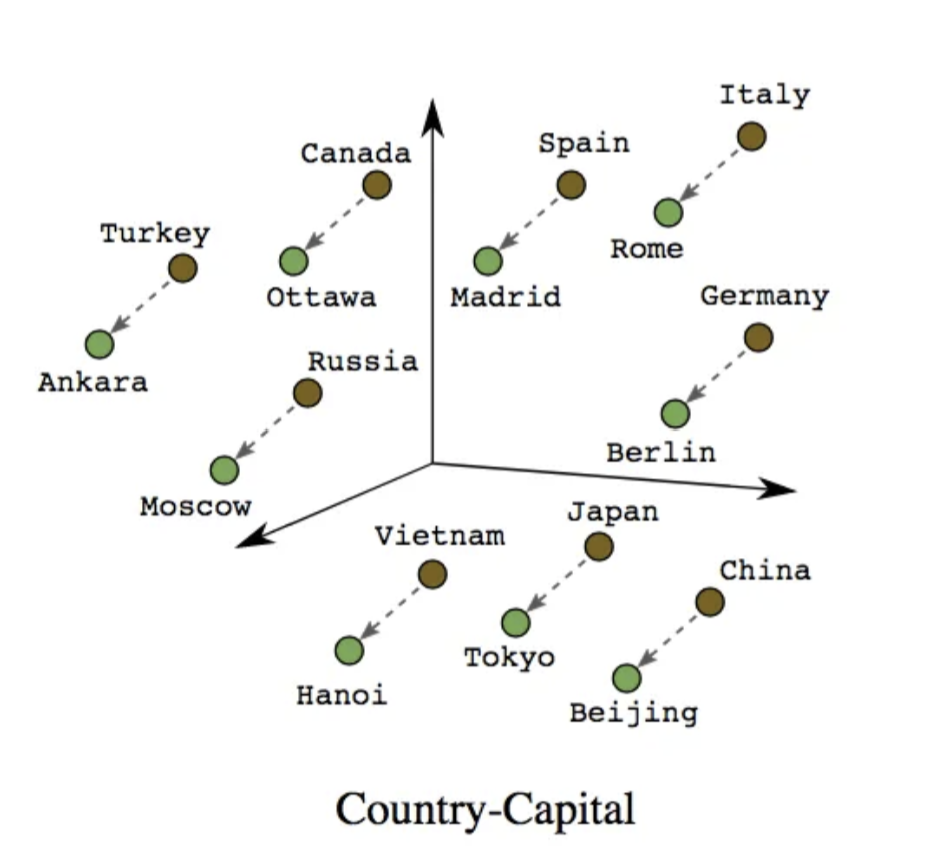 Italy
Spain
Canada
Turkey
Rome
Ottawa
Madrid
Germany
Russia
Ankara
Berlin
Moscow
Japan
Vietnam
China
Tokyo
Hanoi
Beijing
Country-Capital